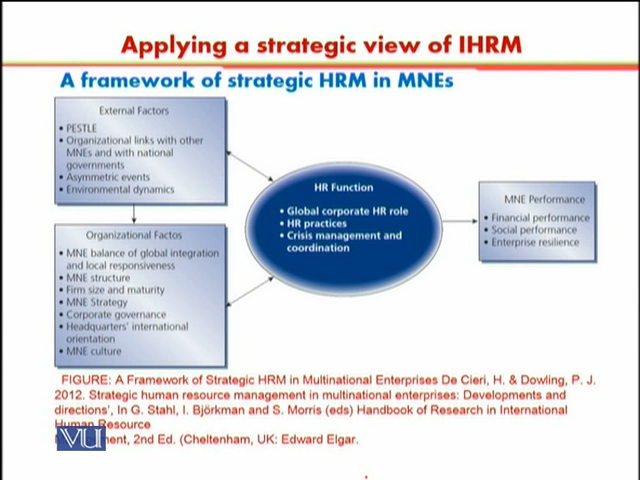 Applying a strategic view of IHRM
A framework of strategic HRM in MNEs
External Factors
• PESTLE
• Organizational links with other
MNEs and with national
governments
• Asymmetric events
• Environmental dynamics
Organizational Factos
• MNE balance of global integration
and local responsiveness
• MNE structure
• Firm size and maturity
• MNE Strategy
• Corporate governance
• Headquarters' international
orientation
• MNE culture
HR Function
• Global corporate HR role
• HR practices
• Crisis management and
coordination
MNE Performance
• Financial performance
• Social performance
• Enterprise resilience
FIGURE: A Framework of Strategic HRM in Multinational Enterprises De Cieri, H. & Dowling, P. J.
2012. Strategic human resource management in multinational enterprises: Developments and
directions', In G. Stahl, I. Björkman and S. Morris (eds) Handbook of Research in International
Human Resource
ent, 2nd Ed. (Cheltenham, UK: Edward Elgar.
VU